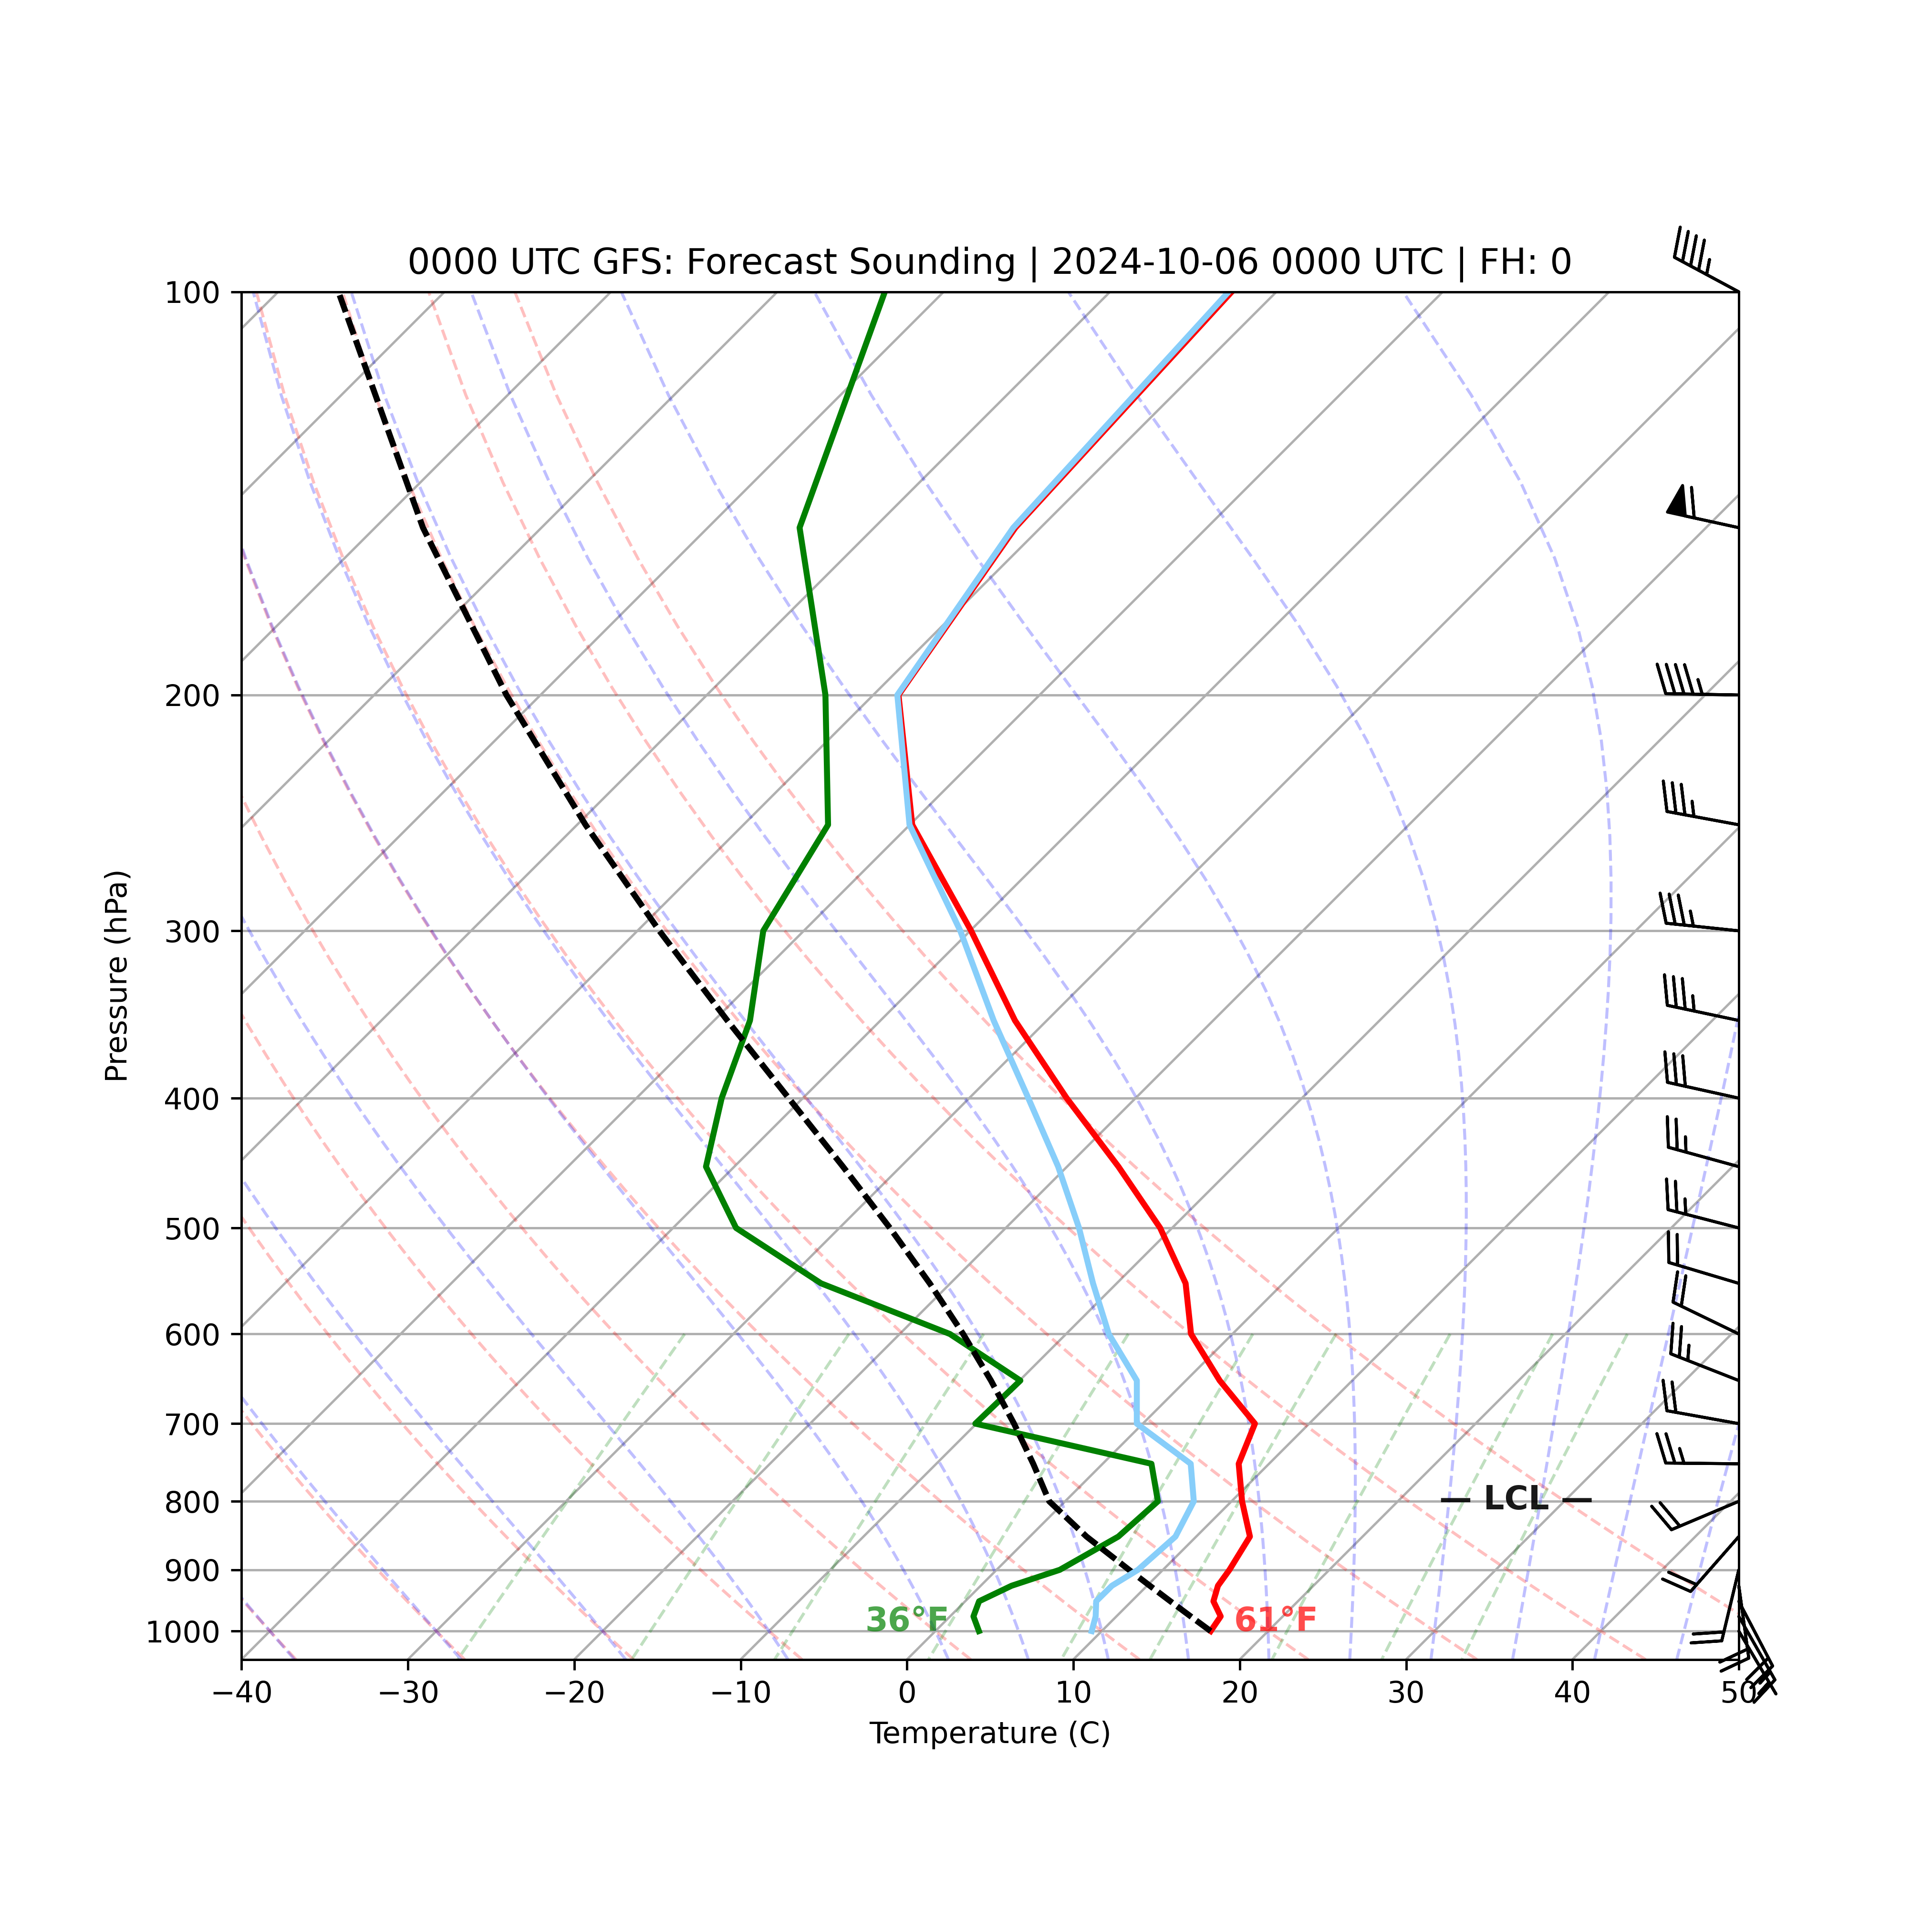 0000 UTC GFS: Forecast Sounding | 2024-10-06 0000 UTC | FH: 0
100
200
300
400
500
600
700
800
900
1000
Pressure (hPa)
— LCL —
36°F
61°F
−40 −30 −20 −10 0 10 20 30 40 50
Temperature (C)